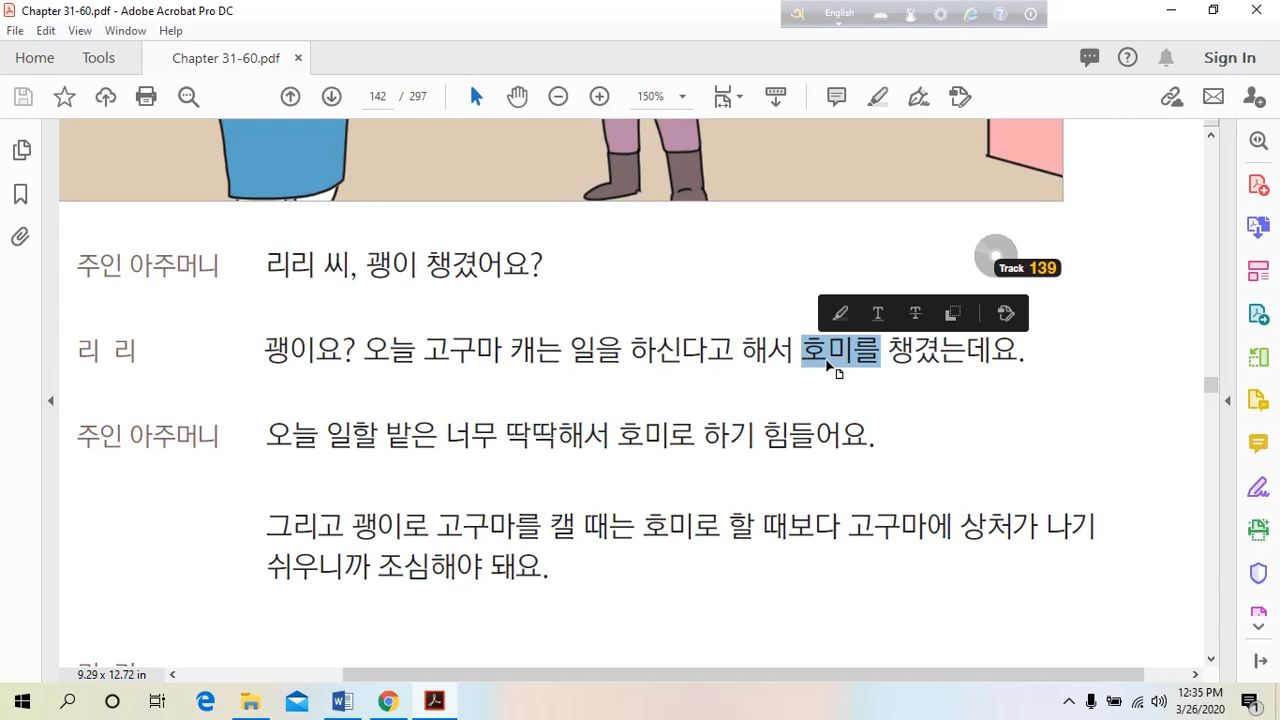 Chapter 31-60.pdf - Adobe Acrobat Pro DC
English
File Edit View Window Help
Home Tools Chapter 31-60.pdf Sign In
142 / 297 150%
주인 아주머니 리리 씨, 괭이 챙겼어요?
Track 139
리 리 괭이요? 오늘 고구마 캐는 일을 하신다고 해서 호미를 챙겼는데요.
주인 아주머니 오늘 일할 밭은 너무 딱딱해서 호미로 하기 힘들어요.
그리고 괭이로 고구마를 캘 때는 호미로 할 때보다 고구마에 상처가 나기
쉬우니까 조심해야 돼요.
9.29 x 12.72 in
12:35 PM
3/26/2020